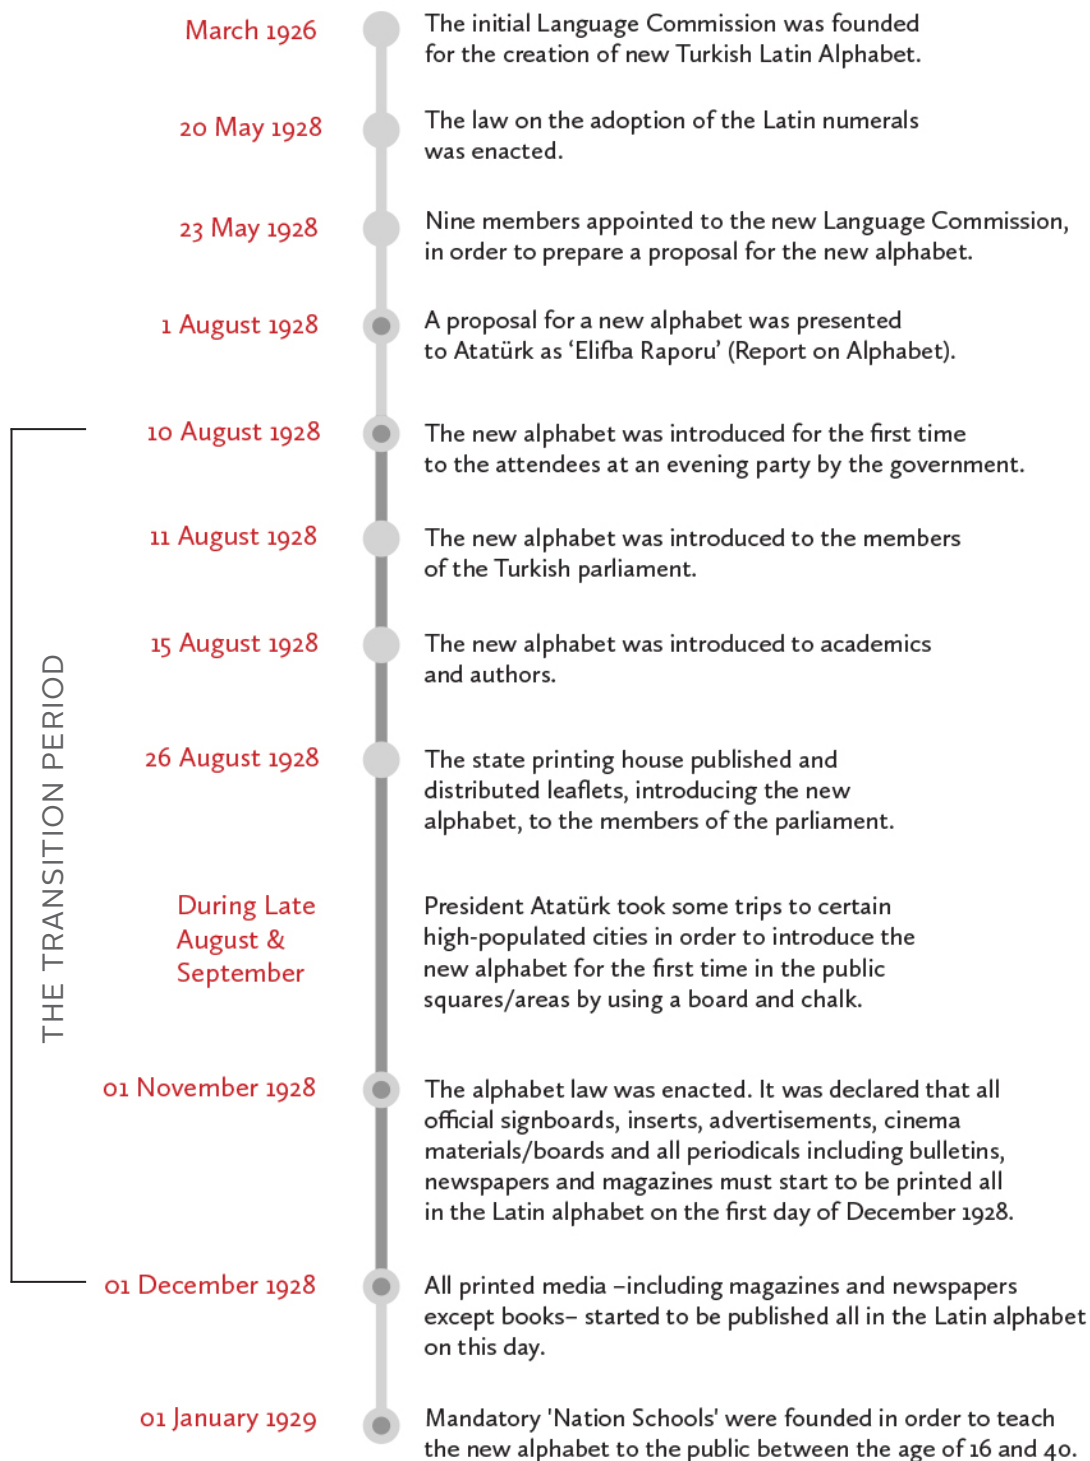 March 1926
The initial Language Commission was founded
for the creation of new Turkish Latin Alphabet.
20 May 1928
The law on the adoption of the Latin numerals
was enacted.
23 May 1928
Nine members appointed to the new Language Commission,
in order to prepare a proposal for the new alphabet.
1 August 1928
A proposal for a new alphabet was presented
to Atatürk as ‘Elifba Raporu’ (Report on Alphabet).
THE TRANSITION PERIOD
10 August 1928
The new alphabet was introduced for the first time
to the attendees at an evening party by the government.
11 August 1928
The new alphabet was introduced to the members
of the Turkish parliament.
15 August 1928
The new alphabet was introduced to academics
and authors.
26 August 1928
The state printing house published and
distributed leaflets, introducing the new
alphabet, to the members of the parliament.
During Late
August &
September
President Atatürk took some trips to certain
high-populated cities in order to introduce the
new alphabet for the first time in the public
squares/areas by using a board and chalk.
01 November 1928
The alphabet law was enacted. It was declared that all
official signboards, inserts, advertisements, cinema
materials/boards and all periodicals including bulletins,
newspapers and magazines must start to be printed all
in the Latin alphabet on the first day of December 1928.
01 December 1928
All printed media –including magazines and newspapers
except books– started to be published all in the Latin alphabet
on this day.
01 January 1929
Mandatory 'Nation Schools' were founded in order to teach
the new alphabet to the public between the age of 16 and 40.